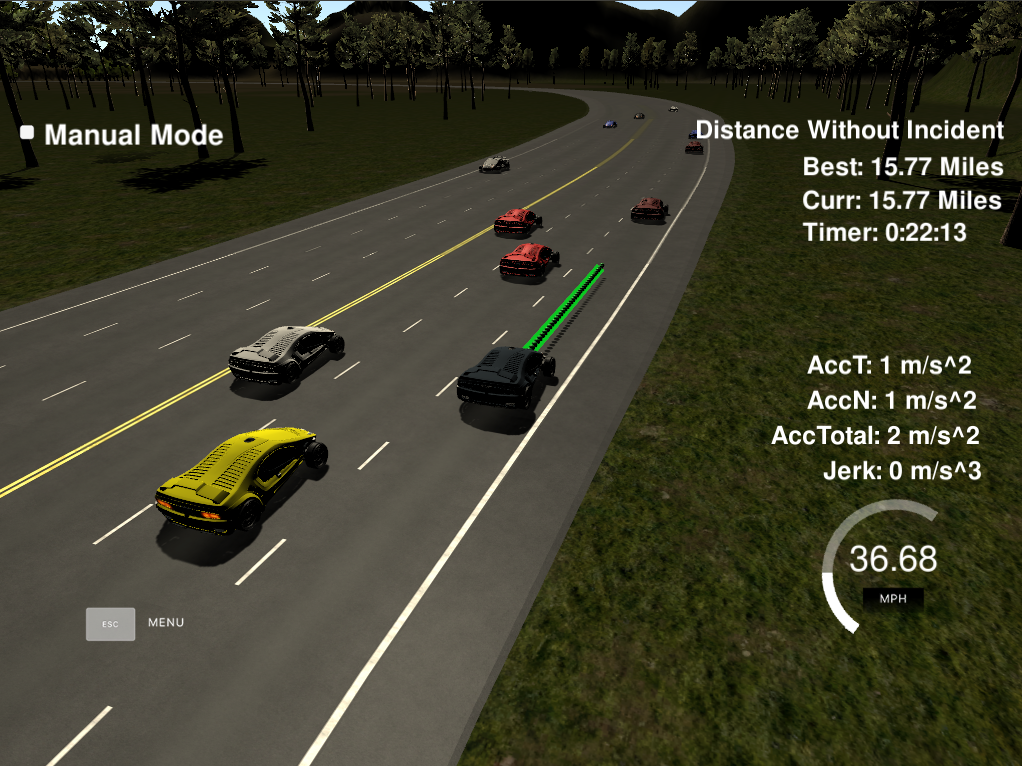 Manual Mode
Distance Without Incident
Best: 15.77 Miles
Curr: 15.77 Miles
Timer: 0:22:13
AccT: 1 m/s^2
AccN: 1 m/s^2
AccTotal: 2 m/s^2
Jerk: 0 m/s^3
36.68
MPH
ESC MENU